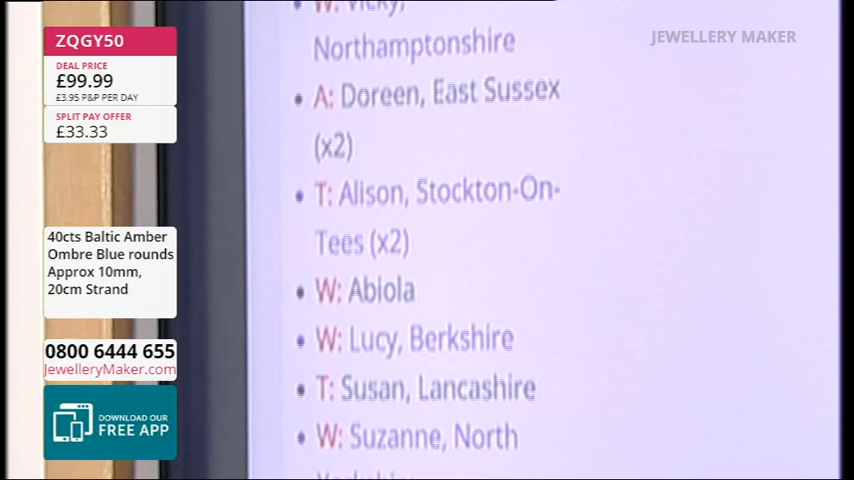 ZQGY50
DEAL PRICE
£99.99
£3.95 P&P PER DAY
SPLIT PAY OFFER
£33.33
40cts Baltic Amber
Ombre Blue rounds
Approx 10mm,
20cm Strand
0800 6444 655
JewelleryMaker.com
DOWNLOAD OUR
FREE APP
JEWELLERY MAKER
W: Vicky,
Northamptonshire
A: Doreen, East Sussex
(x2)
T: Alison, Stockton-On-
Tees (x2)
W: Abiola
W: Lucy, Berkshire
T: Susan, Lancashire
W: Suzanne, North